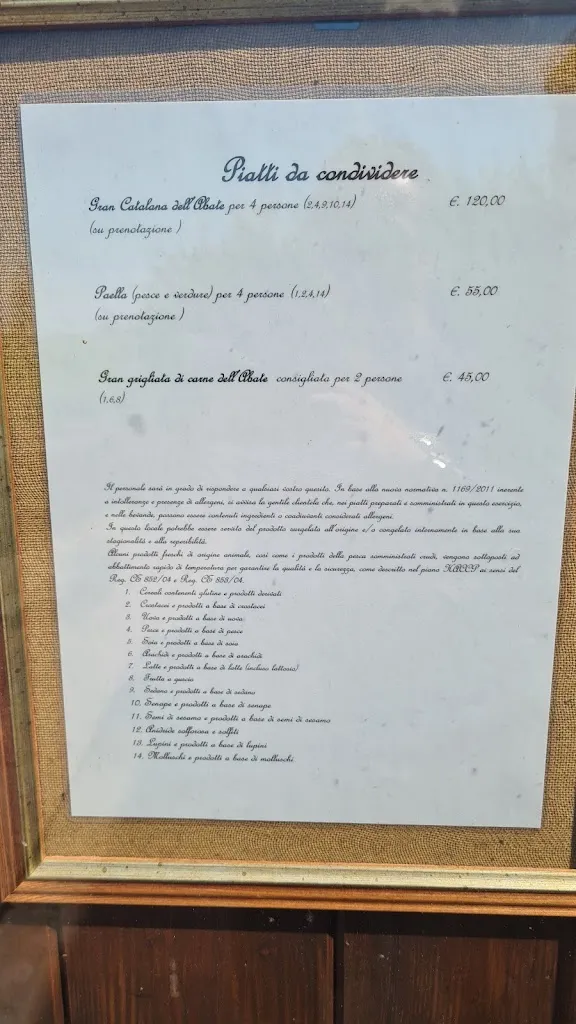 Piatti da condividere
Gran Catalana dell'Abate per 4 persone (2,4,9,10,14) €. 120,00
(su prenotazione )
Paella (pesce e verdure) per 4 persone (1,2,4,14) €. 55,00
(su prenotazione )
Gran grigliata di carne dell'Abate consigliata per 2 persone €. 45,00
(1,6,8)
Il personale sarà in grado di rispondere a qualsiasi vostro quesito. In base alla nuova normativa n. 1169/2011 inerente
a intolleranze e presenze di allergeni, si avvisa la gentile clientela che, nei piatti preparati e somministrati in questo esercizio,
e nelle bevande, possono essere contenuti ingredienti o coadiuvanti considerati allergeni.
In questo locale potrebbe essere servito del prodotto surgelato all'origine e/o congelato internamente in base alla sua
stagionalità e alla reperibilità.
Alcuni prodotti freschi di origine animale, così come i prodotti della pesca somministrati crudi, vengono sottoposti ad
abbattimento rapido di temperatura per garantire la qualità e la sicurezza, come descritto nel piano HACCP ai sensi del
Reg. CE 852/04 e Reg. CE 853/04.
1. Cereali contenenti glutine e prodotti derivati
2. Crostacei e prodotti a base di crostacei
3. Uova e prodotti a base di uova
4. Pesce e prodotti a base di pesce
5. Soia e prodotti a base di soia
6. Arachidi e prodotti a base di arachidi
7. Latte e prodotti a base di latte (incluso lattosio)
8. Frutta a guscio
9. Sedano e prodotti a base di sedano
10. Senape e prodotti a base di senape
11. Semi di sesamo e prodotti a base di semi di sesamo
12. Anidride solforosa e solfiti
13. Lupini e prodotti a base di lupini
14. Molluschi e prodotti a base di molluschi